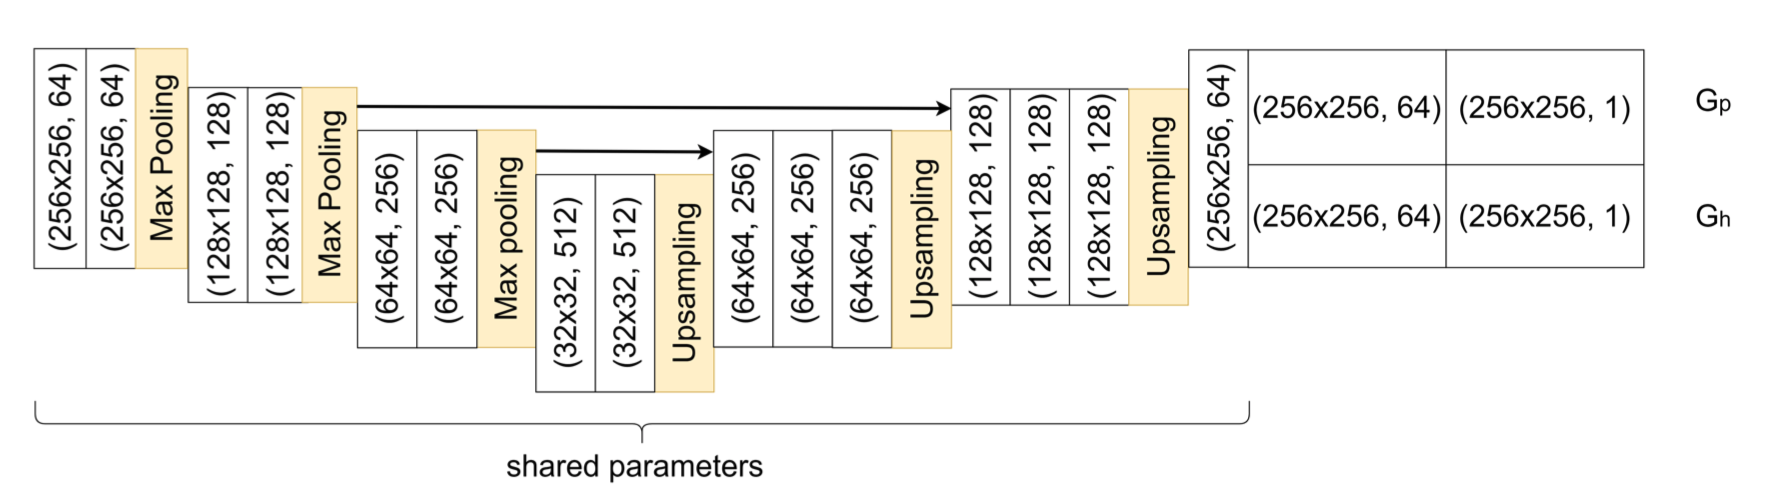 (256x256, 64)
(256x256, 64)
Max Pooling
(128x128, 128)
(128x128, 128)
Max Pooling
(64x64, 256)
(64x64, 256)
Max pooling
(32x32, 512)
(32x32, 512)
Upsampling
(64x64, 256)
(64x64, 256)
(64x64, 256)
Upsampling
(128x128, 128)
(128x128, 128)
(128x128, 128)
Upsampling
(256x256, 64)
(256x256, 64) (256x256, 1) Gp
(256x256, 64) (256x256, 1) Gh
shared parameters